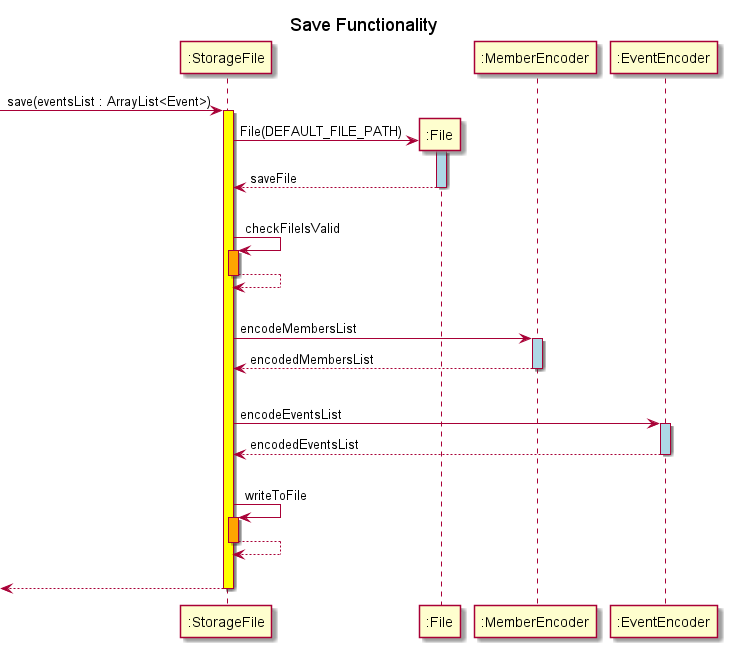 Save Functionality
:StorageFile
:MemberEncoder
:EventEncoder
save(eventsList : ArrayList<Event>)
File(DEFAULT_FILE_PATH)
:File
saveFile
checkFileIsValid
encodeMembersList
encodedMembersList
encodeEventsList
encodedEventsList
writeToFile
:StorageFile
:File
:MemberEncoder
:EventEncoder